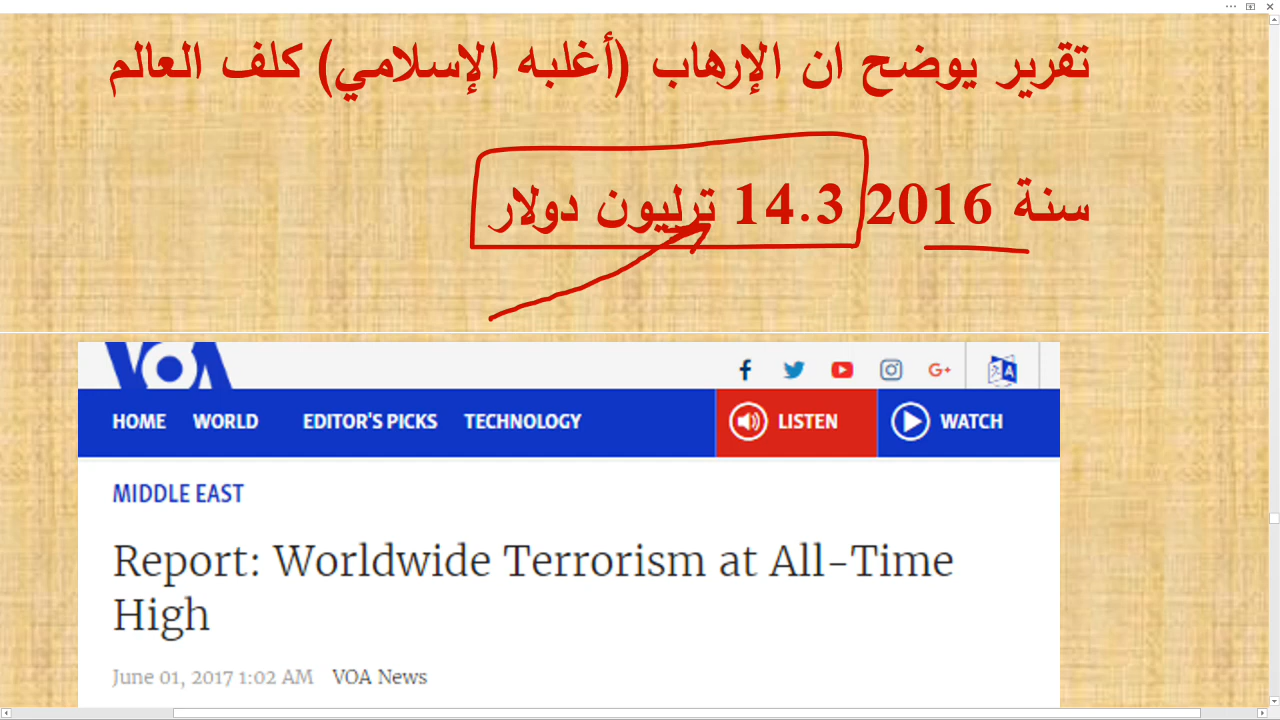 تقرير يوضح ان الإرهاب (أغلبه الإسلامي) كلف العالم
سنة 2016 14.3 ترليون دولار
VOA
G+
A
HOME WORLD EDITOR'S PICKS TECHNOLOGY LISTEN WATCH
MIDDLE EAST
Report: Worldwide Terrorism at All-Time
High
June 01, 2017 1:02 AM VOA News